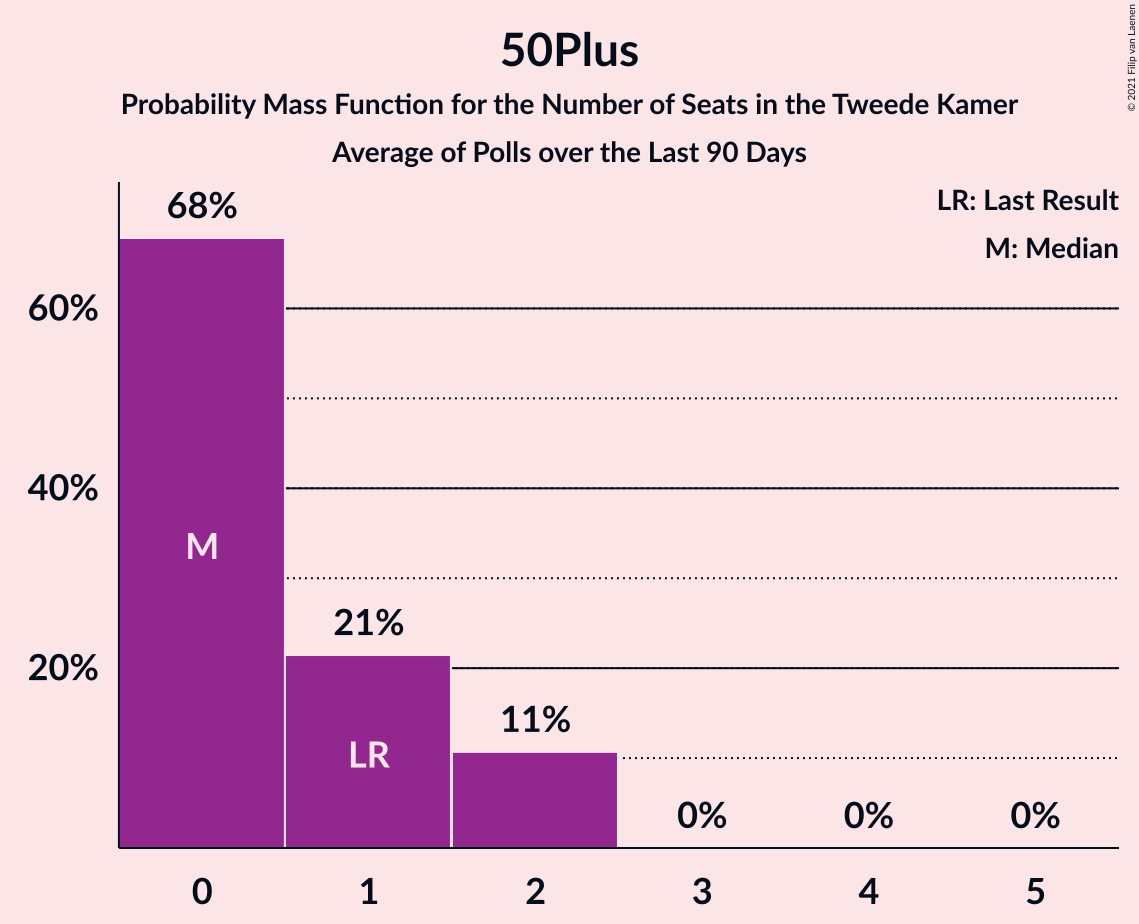 50Plus
Probability Mass Function for the Number of Seats in the Tweede Kamer
Average of Polls over the Last 90 Days
© 2021 Filip van Laenen
LR: Last Result
M: Median
68%
60%
40%
M
21%
20%
11%
LR
0%
0%
0%
0
1
2
3
4
5